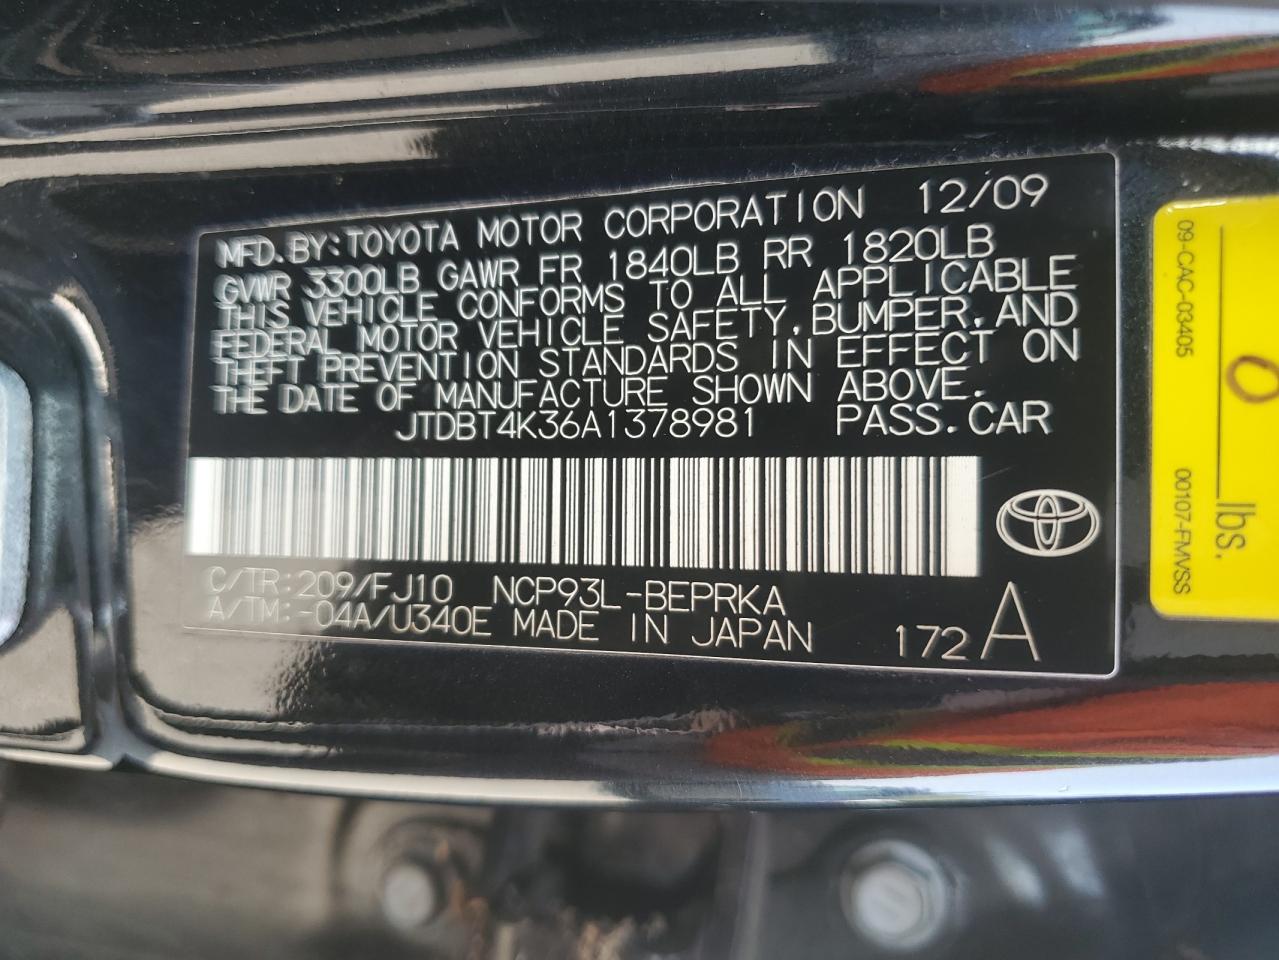 MFD. BY: TOYOTA MOTOR CORPORATION 12/09
GVWR 3300LB GAWR FR 1840LB RR 1820LB
THIS VEHICLE CONFORMS TO ALL APPLICABLE
FEDERAL MOTOR VEHICLE SAFETY, BUMPER, AND
THEFT PREVENTION STANDARDS IN EFFECT ON
THE DATE OF MANUFACTURE SHOWN ABOVE.
JTDBT4K36A1378981 PASS. CAR
C/TR: 209/FJ10 NCP93L-BEPRKA
A/TM: -04A/U340E MADE IN JAPAN 172 A
09-CAC-03405
00107-FMVSS
0 lbs.